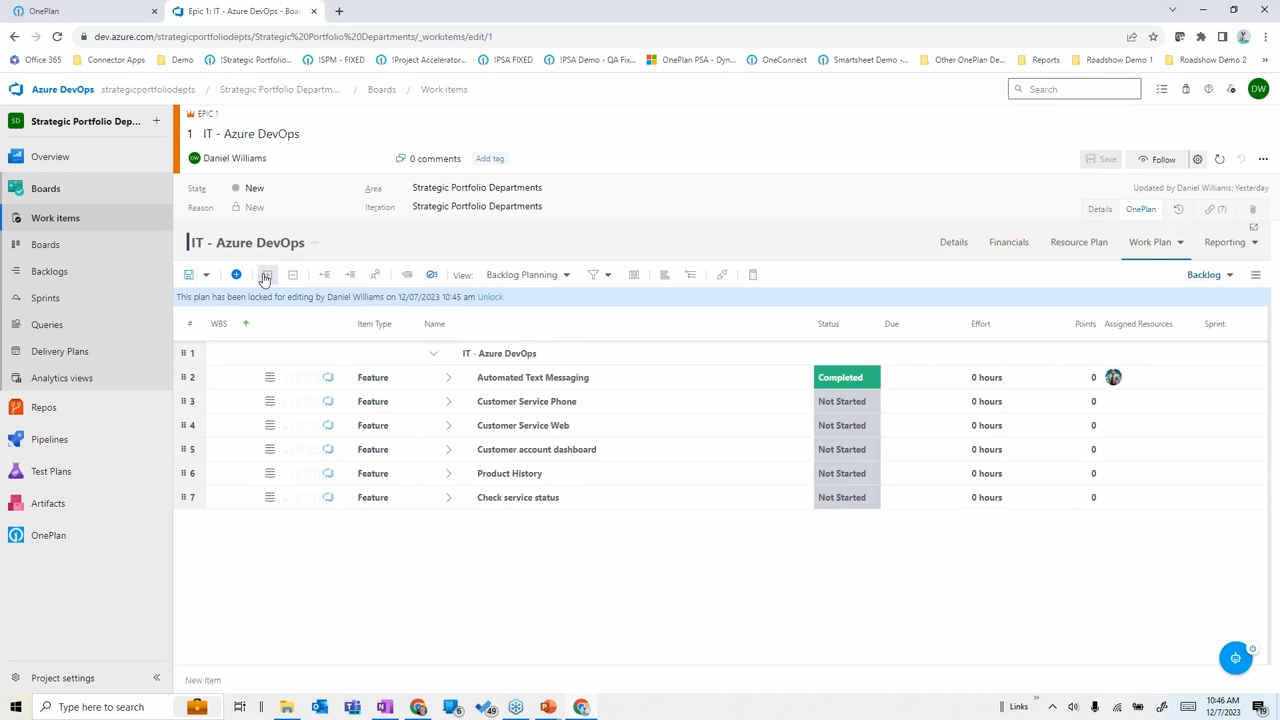 OnePlan
Epic 1: IT - Azure DevOps - Boa
dev.azure.com/strategicportfoliodepts/Strategic%20Portfolio%20Departments/_workitems/edit/1
Office 365 Connector Apps Demo !Strategic Portfolio... !SPM - FIXED !Project Accelerator... !PSA FIXED !PSA Demo - QA Fix... OnePlan PSA - Dyn... OneConnect Smartsheet Demo -... Other OnePlan De... Reports Roadshow Demo 1 Roadshow Demo 2 »
Azure DevOps strategicportfoliodepts / Strategic Portfolio Departm... / Boards / Work items Search DW
SD Strategic Portfolio Dep... +
EPIC 1
1 IT - Azure DevOps
DW Daniel Williams 0 comments Add tag Save Follow
State New Area Strategic Portfolio Departments Updated by Daniel Williams: Yesterday
Reason New Iteration Strategic Portfolio Departments Details OnePlan (7)
Overview
Boards
Work items
Boards
Backlogs
Sprints
Queries
Delivery Plans
Analytics views
Repos
Pipelines
Test Plans
Artifacts
OnePlan
Project settings
IT - Azure DevOps Details Financials Resource Plan Work Plan Reporting
View: Backlog Planning Backlog
This plan has been locked for editing by Daniel Williams on 12/07/2023 10:45 am Unlock
# WBS Item Type Name Status Due Effort Points Assigned Resources Sprint
1 IT - Azure DevOps
2 Feature Automated Text Messaging Completed 0 hours 0
3 Feature Customer Service Phone Not Started 0 hours 0
4 Feature Customer Service Web Not Started 0 hours 0
5 Feature Customer account dashboard Not Started 0 hours 0
6 Feature Product History Not Started 0 hours 0
7 Feature Check service status Not Started 0 hours 0
New Item
Type here to search 6 49 Links » 10:46 AM
12/7/2023 19